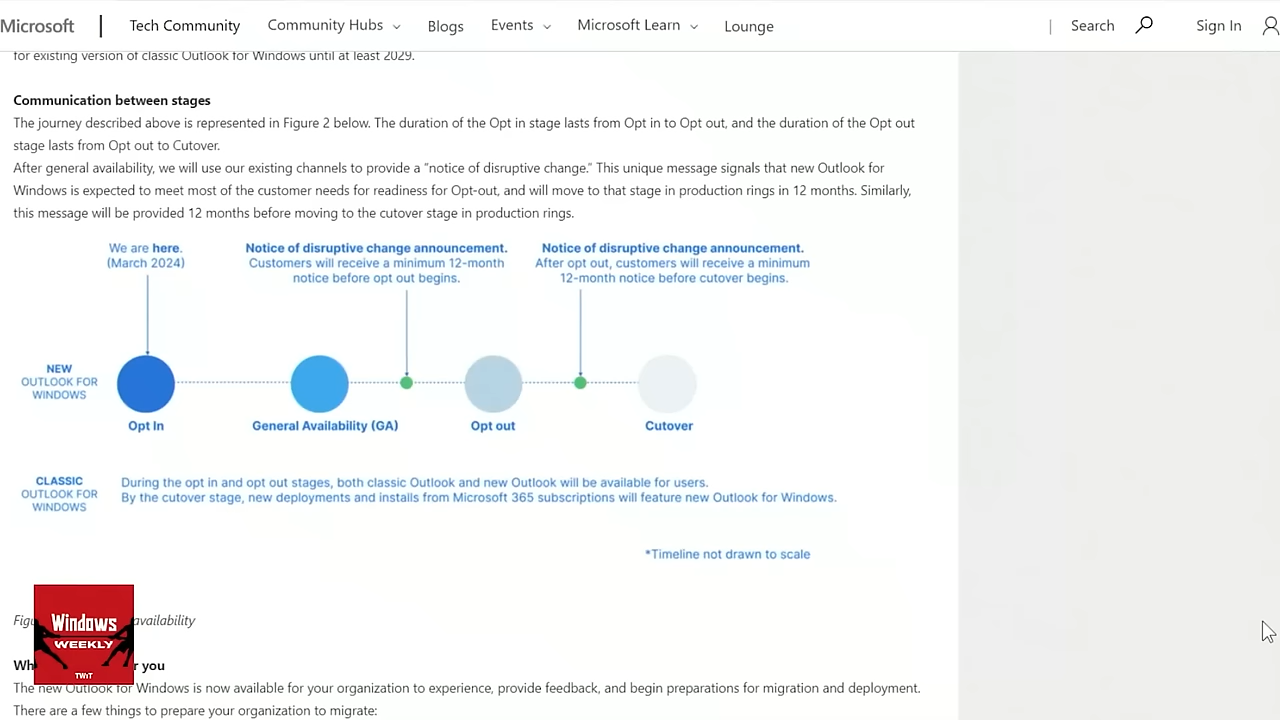 Microsoft | Tech Community Community Hubs Blogs Events Microsoft Learn Lounge | Search Sign In
for existing version of classic Outlook for Windows until at least 2029.
Communication between stages
The journey described above is represented in Figure 2 below. The duration of the Opt in stage lasts from Opt in to Opt out, and the duration of the Opt out
stage lasts from Opt out to Cutover.
After general availability, we will use our existing channels to provide a “notice of disruptive change.” This unique message signals that new Outlook for
Windows is expected to meet most of the customer needs for readiness for Opt-out, and will move to that stage in production rings in 12 months. Similarly,
this message will be provided 12 months before moving to the cutover stage in production rings.
We are here.
(March 2024)
Notice of disruptive change announcement.
Customers will receive a minimum 12-month
notice before opt out begins.
Notice of disruptive change announcement.
After opt out, customers will receive a minimum
12-month notice before cutover begins.
NEW
OUTLOOK FOR
WINDOWS
Opt In
General Availability (GA)
Opt out
Cutover
CLASSIC
OUTLOOK FOR
WINDOWS
During the opt in and opt out stages, both classic Outlook and new Outlook will be available for users.
By the cutover stage, new deployments and installs from Microsoft 365 subscriptions will feature new Outlook for Windows.
*Timeline not drawn to scale
availability
Windows
WEEKLY
TWiT
you
The new Outlook for Windows is now available for your organization to experience, provide feedback, and begin preparations for migration and deployment.
There are a few things to prepare your organization to migrate: